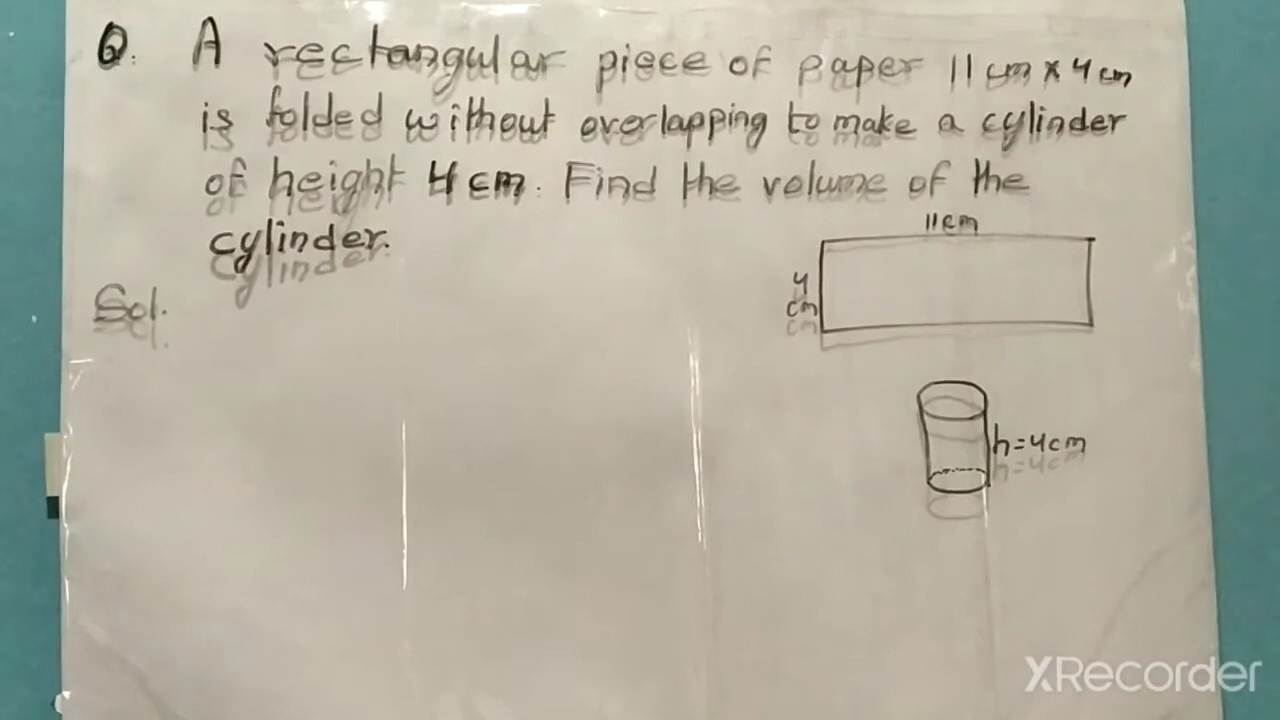 Q. A rectangular piece of paper 11 cm x 4 cm
is folded without overlapping to make a cylinder
of height 4 cm. Find the volume of the
cylinder.
11cm
Sol.
4
cm
h=4cm
XRecorder